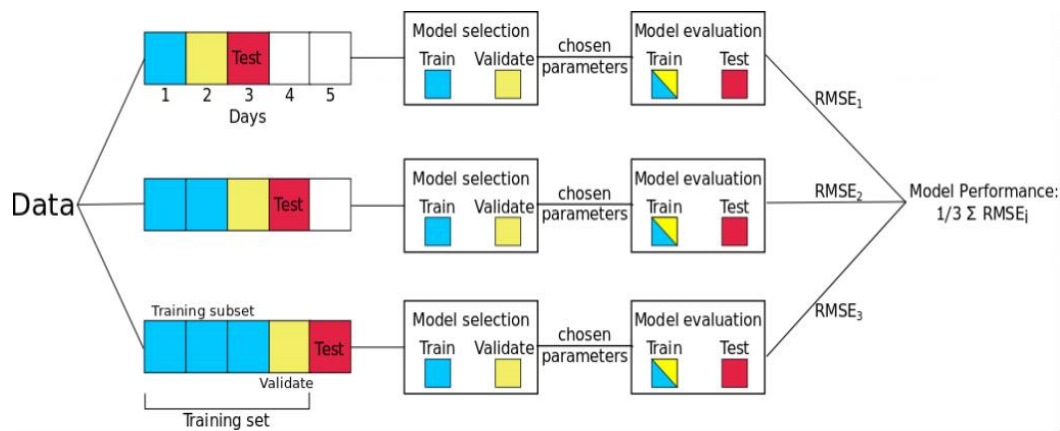 Data
Test
1 2 3 4 5
Days
Model selection
Train Validate
chosen
parameters
Model evaluation
Train Test
RMSE₁
Test
Model selection
Train Validate
chosen
parameters
Model evaluation
Train Test
RMSE₂
Training subset
Test
Validate
Training set
Model selection
Train Validate
chosen
parameters
Model evaluation
Train Test
RMSE₃
Model Performance:
1/3 Σ RMSEᵢ